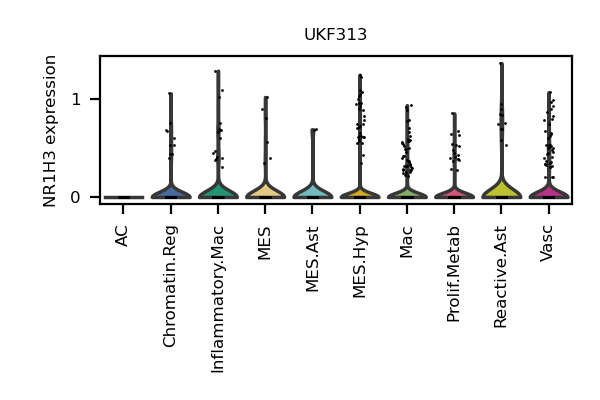 UKF313
NR1H3 expression
1
0
AC
Chromatin.Reg
Inflammatory.Mac
MES
MES.Ast
MES.Hyp
Mac
Prolif.Metab
Reactive.Ast
Vasc